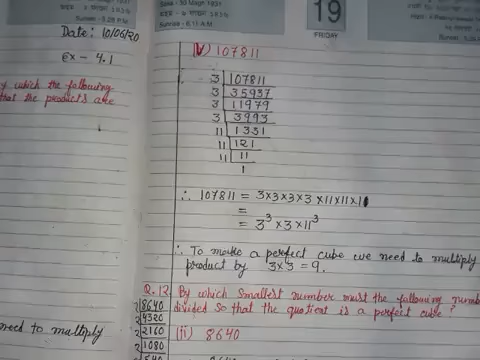 Date: 10/06/20
Ex - 4.1
y which the following
that the products are
need to multiply
19
FRIDAY
(v) 107811
3 107811
3 35937
3 11979
3 3993
11 1331
11 121
11 11
1
∴ 107811 = 3×3×3×3×11×11×11
=
= 3³×3×11³
∴ To make a perfect cube we need to multiply
product by 3×3 = 9.
Q.12. By which smallest number must the following numb
divided so that the quotient is a perfect cube?
(ii) 8640
2 8640
2 4320
2 2160
2 1080
2 540